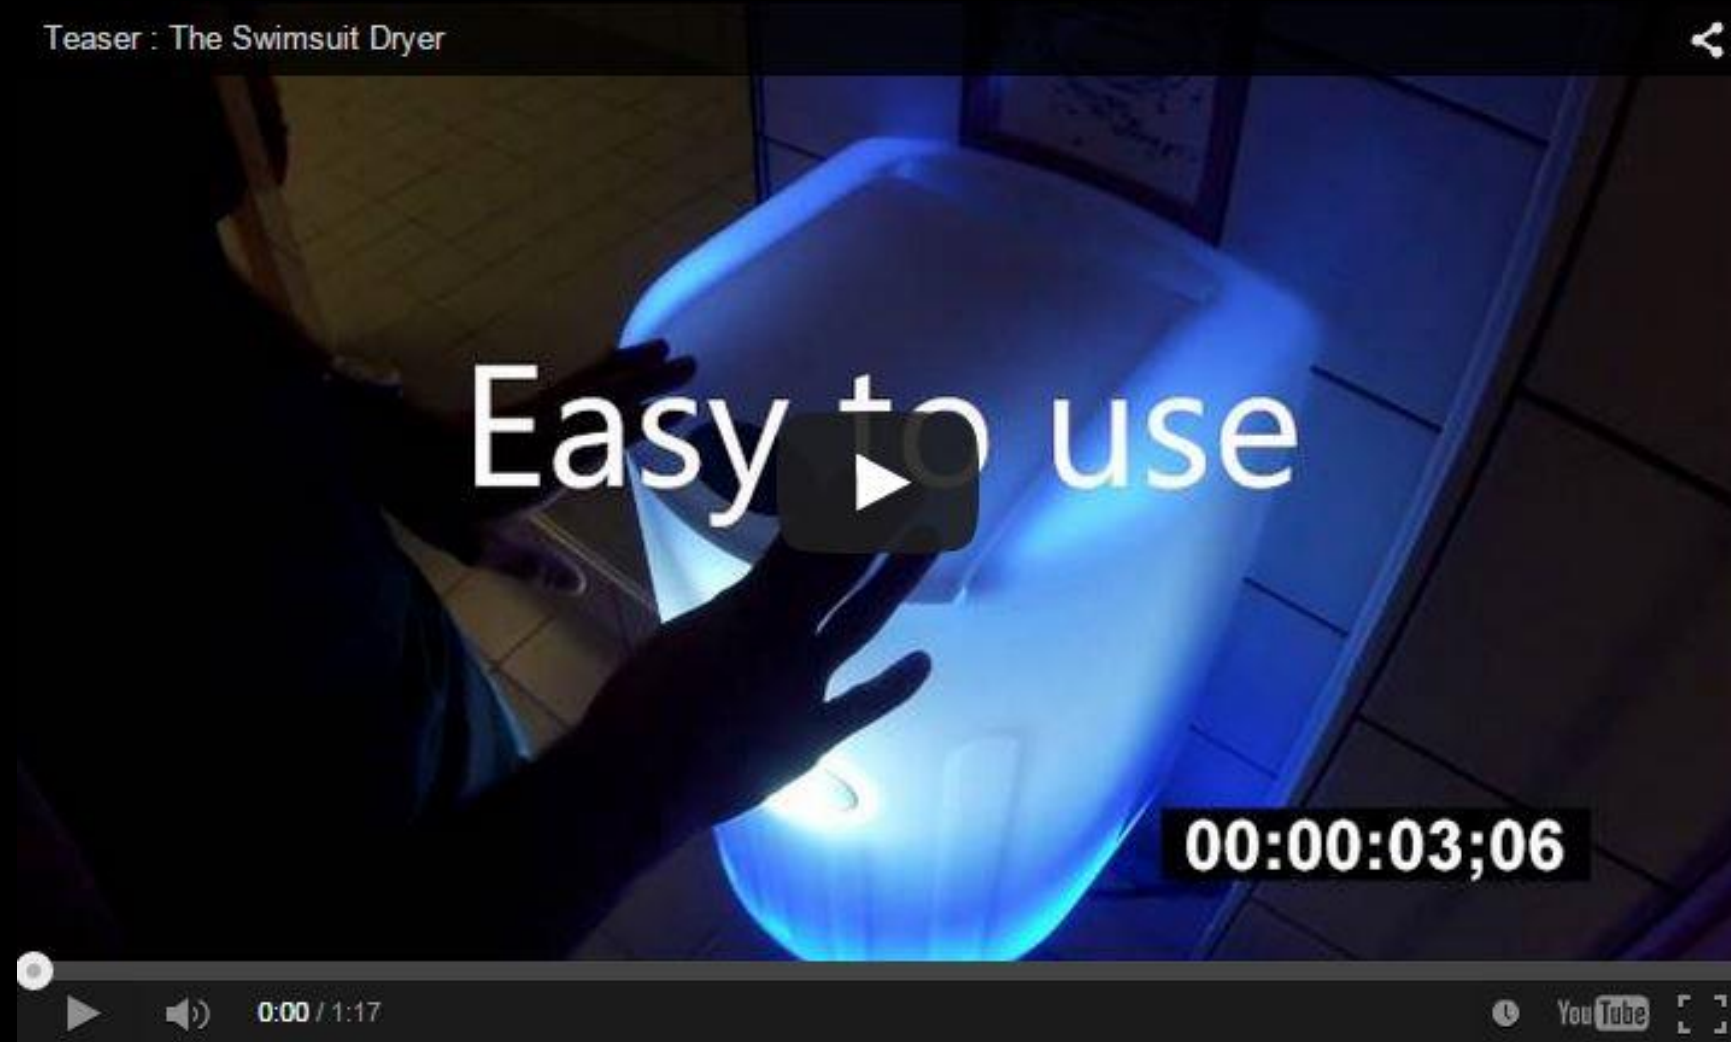 Teaser : The Swimsuit Dryer
Easy to use
00:00:03;06
0:00 / 1:17
YouTube